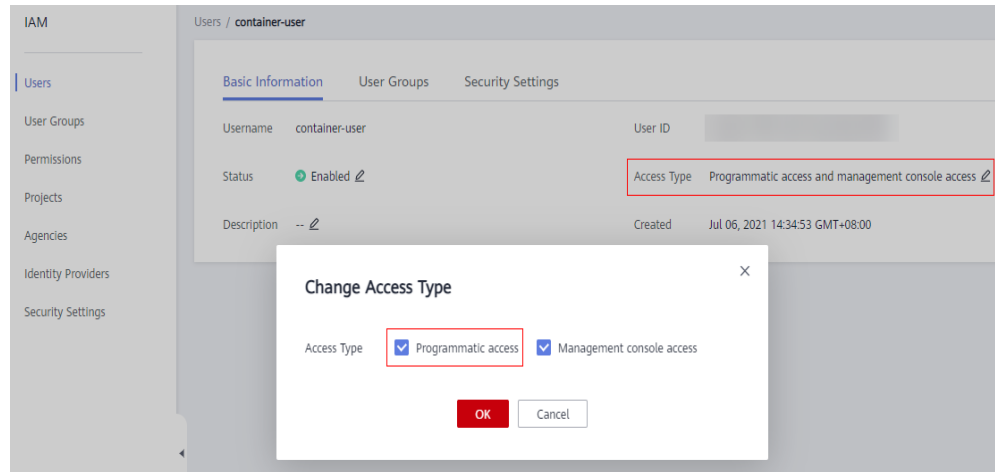 IAM
Users / container-user
Users
User Groups
Permissions
Projects
Agencies
Identity Providers
Security Settings
Basic Information User Groups Security Settings
Username container-user User ID
Status Enabled Access Type Programmatic access and management console access
Description -- Created Jul 06, 2021 14:34:53 GMT+08:00
Change Access Type
Access Type Programmatic access Management console access
OK Cancel